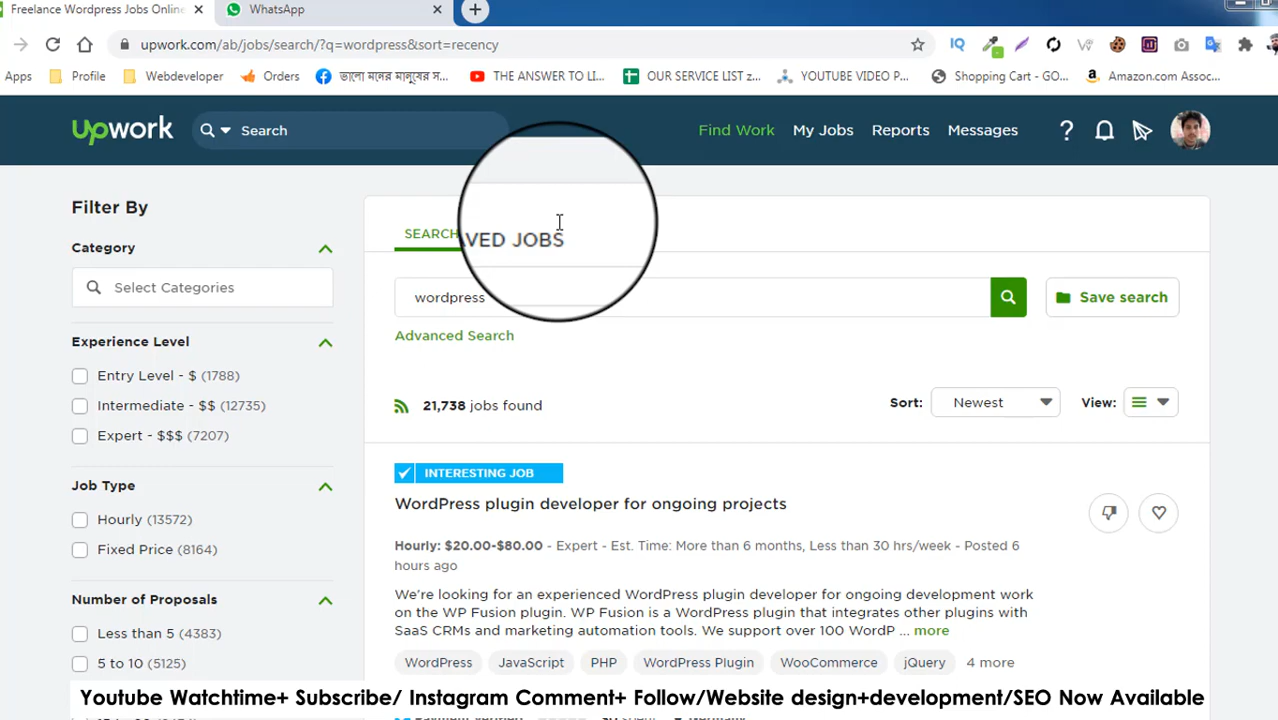 Freelance Wordpress Jobs Online
WhatsApp
upwork.com/ab/jobs/search/?q=wordpress&sort=recency
Apps Profile Webdeveloper Orders ভালো মনের মানুষের স... THE ANSWER TO LI... OUR SERVICE LIST z... YOUTUBE VIDEO P... Shopping Cart - GO... Amazon.com Assoc...
upwork Search Find Work My Jobs Reports Messages ?
Filter By
Category
Select Categories
Experience Level
Entry Level - $ (1788)
Intermediate - $$ (12735)
Expert - $$$ (7207)
Job Type
Hourly (13572)
Fixed Price (8164)
Number of Proposals
Less than 5 (4383)
5 to 10 (5125)
SEARCH AVED JOBS
wordpress
Save search
Advanced Search
21,738 jobs found
Sort: Newest View:
INTERESTING JOB
WordPress plugin developer for ongoing projects
Hourly: $20.00-$80.00 - Expert - Est. Time: More than 6 months, Less than 30 hrs/week - Posted 6
hours ago
We're looking for an experienced WordPress plugin developer for ongoing development work
on the WP Fusion plugin. WP Fusion is a WordPress plugin that integrates other plugins with
SaaS CRMs and marketing automation tools. We support over 100 WordP ... more
WordPress JavaScript PHP WordPress Plugin WooCommerce jQuery 4 more
Youtube Watchtime+ Subscribe/ Instagram Comment+ Follow/Website design+development/SEO Now Available